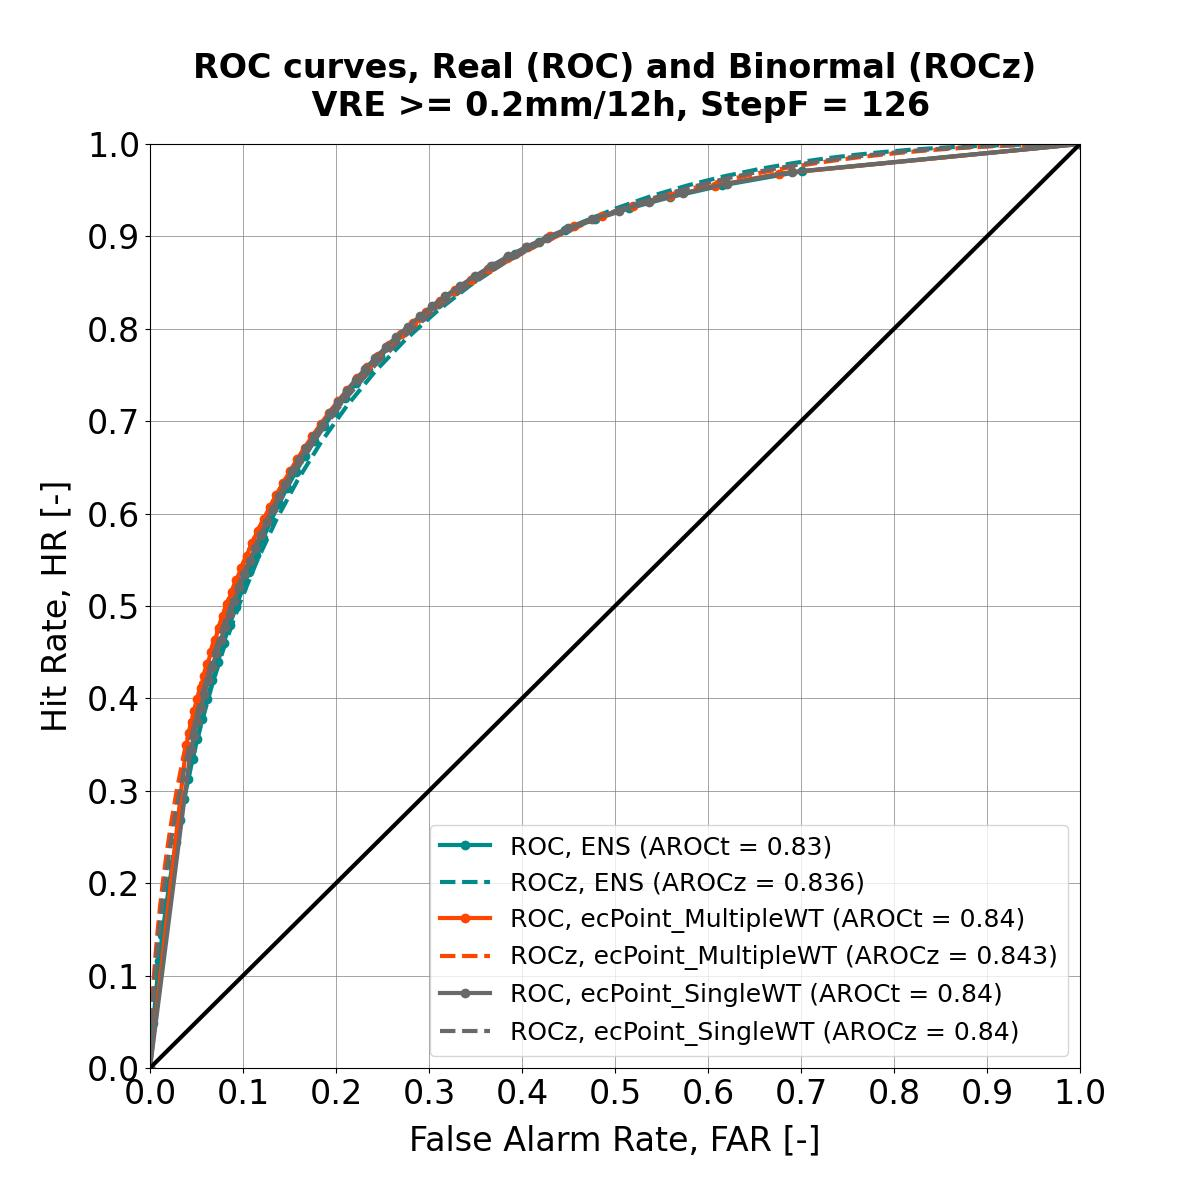 ROC curves, Real (ROC) and Binormal (ROCz)
VRE >= 0.2mm/12h, StepF = 126
1.0
0.9
0.8
0.7
0.6
0.5
0.4
0.3
0.2
0.1
0.0
Hit Rate, HR [-]
ROC, ENS (AROCt = 0.83)
ROCz, ENS (AROCz = 0.836)
ROC, ecPoint_MultipleWT (AROCt = 0.84)
ROCz, ecPoint_MultipleWT (AROCz = 0.843)
ROC, ecPoint_SingleWT (AROCt = 0.84)
ROCz, ecPoint_SingleWT (AROCz = 0.84)
0.0 0.1 0.2 0.3 0.4 0.5 0.6 0.7 0.8 0.9 1.0
False Alarm Rate, FAR [-]